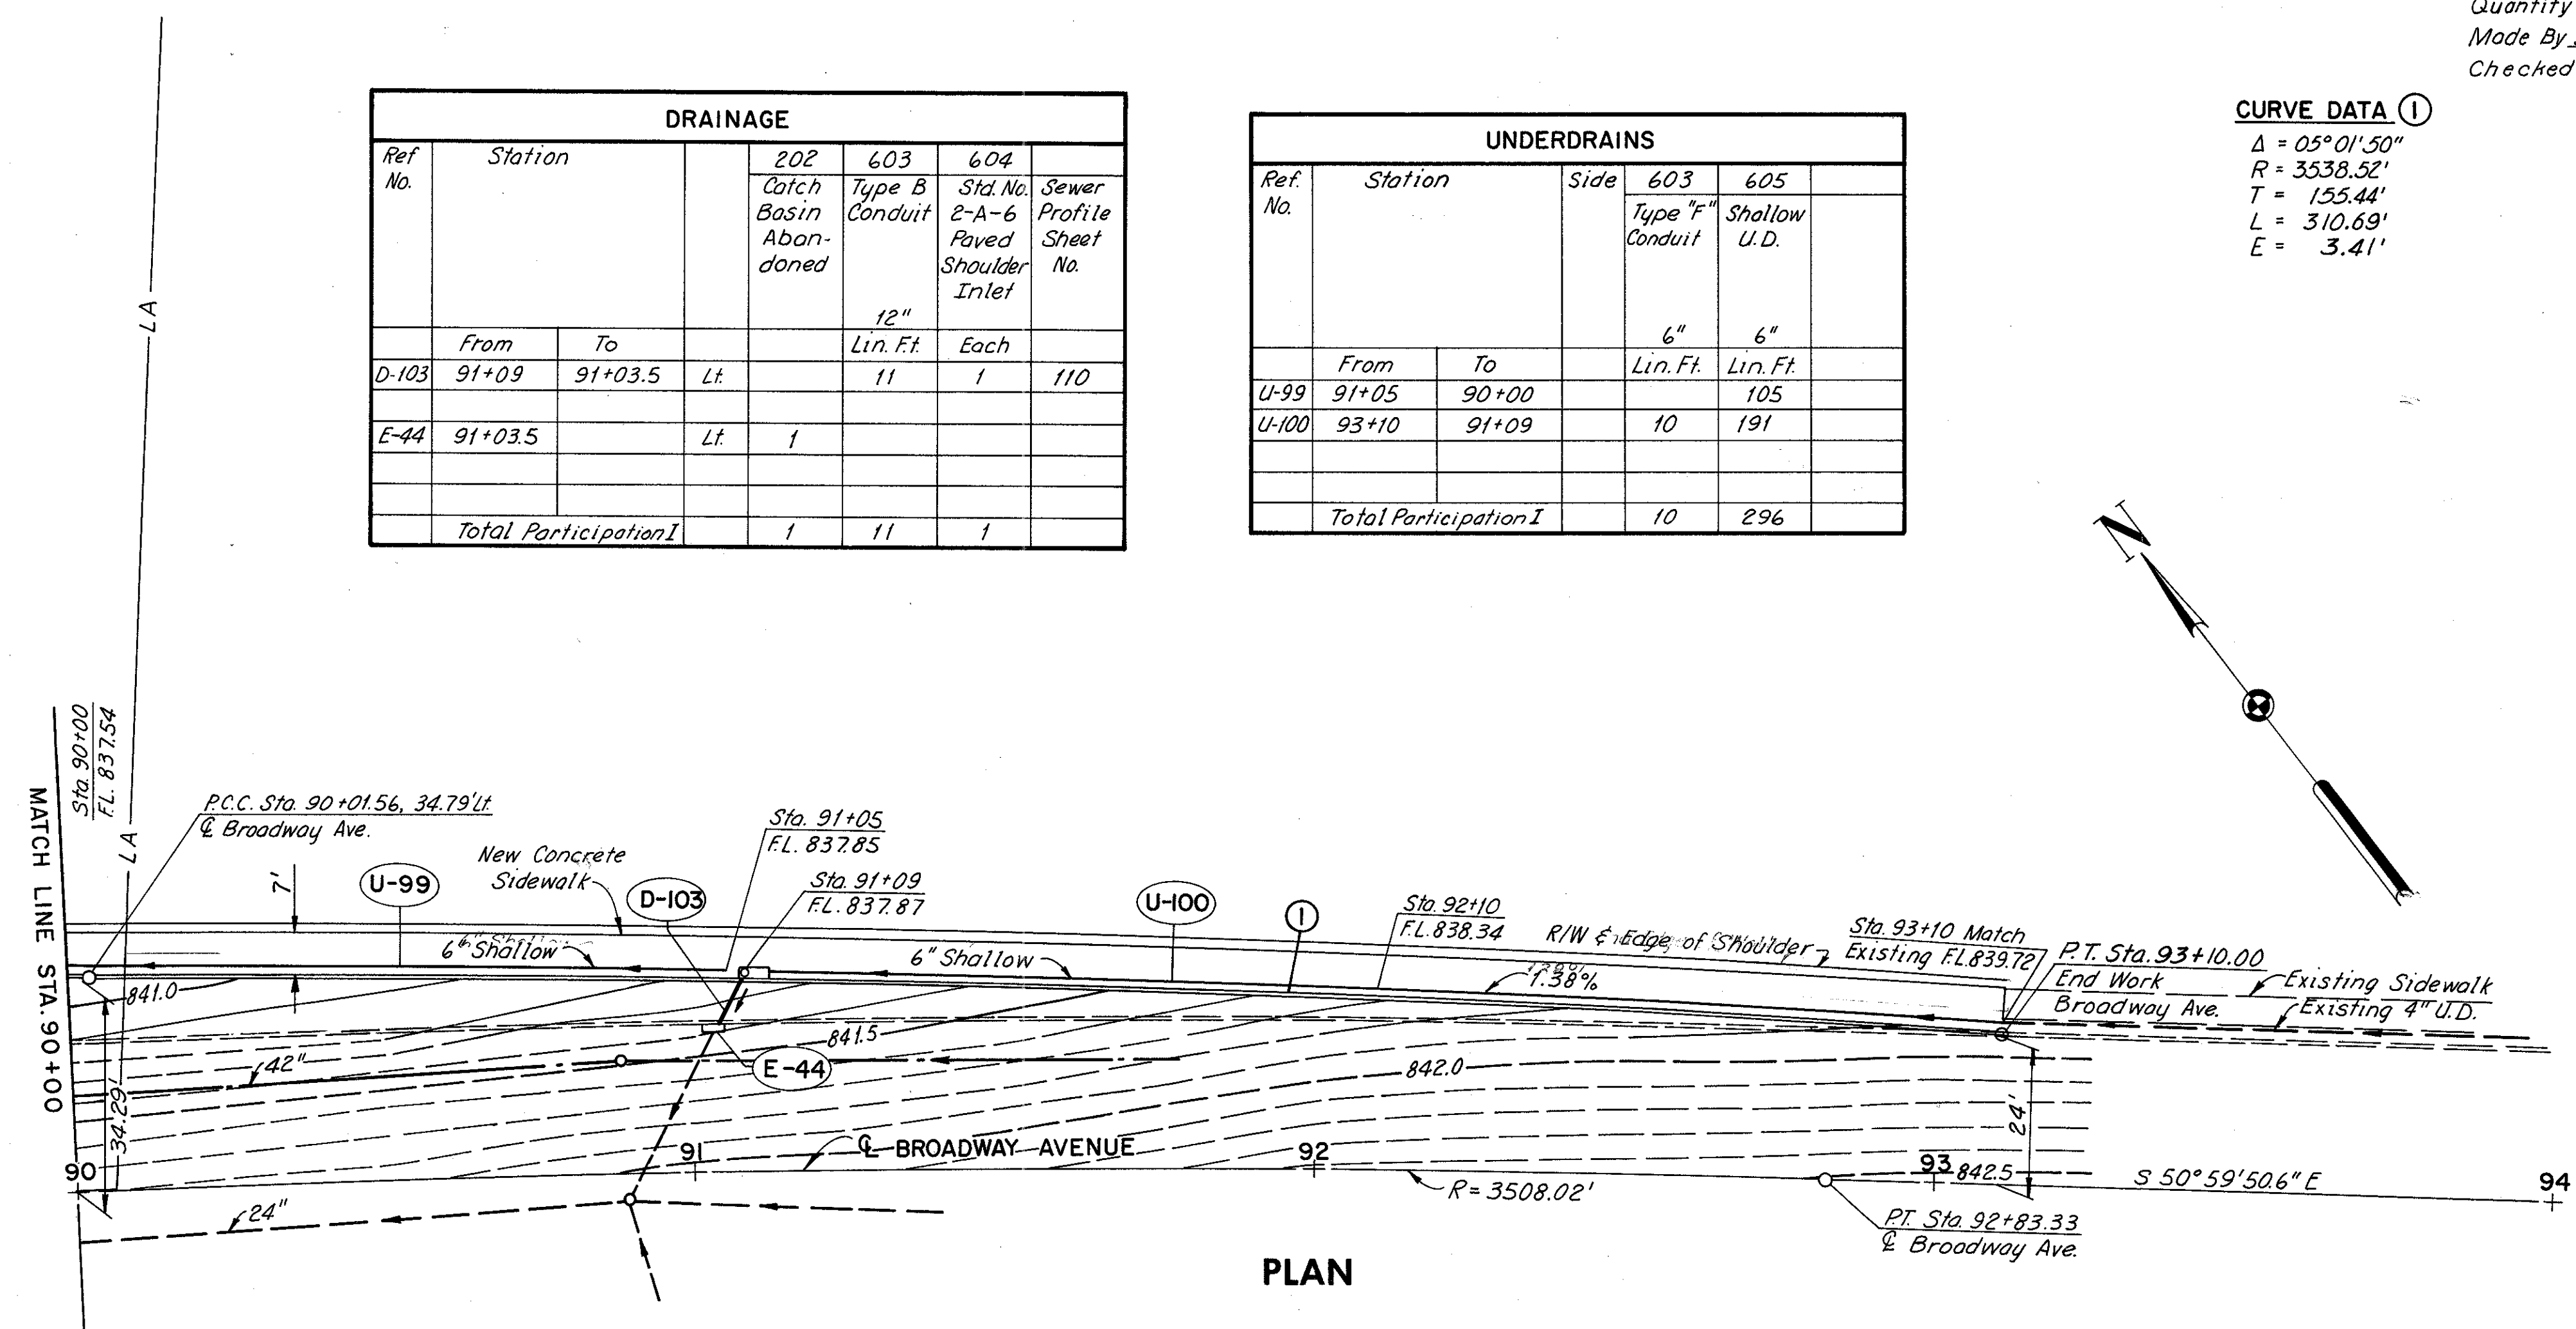 Quantity
Made By
Checked
CURVE DATA 1
Δ = 05°01'50"
R = 3538.52'
T = 155.44'
L = 310.69'
E = 3.41'
DRAINAGE
Ref No. Station 202 603 604
Catch Basin Aban-doned Type B Conduit 12" Std. No. 2-A-6 Paved Shoulder Inlet Sewer Profile Sheet No.
From To Lin. Ft. Each
D-103 91+09 91+03.5 Lt. 11 1 110
E-44 91+03.5 Lt. 1
Total Participation I 1 11 1
UNDERDRAINS
Ref. No. Station Side 603 605
Type "F" Conduit 6" Shallow U.D. 6"
From To Lin. Ft. Lin. Ft.
U-99 91+05 90+00 105
U-100 93+10 91+09 10 191
Total Participation I 10 296
N
LA
LA
Sta. 90+00
F.L. 837.54
MATCH LINE STA. 90+00
P.C.C. Sta. 90+01.56, 34.79' Lt.
℄ Broadway Ave.
7'
U-99
New Concrete
Sidewalk
D-103
Sta. 91+05
F.L. 837.85
Sta. 91+09
F.L. 837.87
U-100
1
Sta. 92+10
F.L. 838.34
R/W & Edge of Shoulder
Sta. 93+10 Match
Existing F.L. 839.72
P.T. Sta. 93+10.00
End Work
Broadway Ave.
Existing Sidewalk
Existing 4" U.D.
6" Shallow
6" Shallow
1.38%
841.0
841.5
842.0
842.5
42"
E-44
34.29'
24'
90
91
92
93
94
℄ BROADWAY AVENUE
R = 3508.02'
S 50°59'50.6" E
24"
P.T. Sta. 92+83.33
℄ Broadway Ave.
PLAN